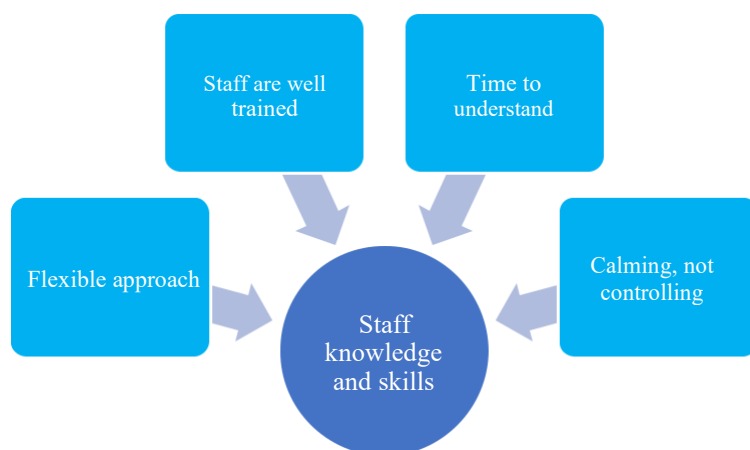 Staff are well
trained
Time to
understand
Flexible approach
Calming, not
controlling
Staff
knowledge
and skills